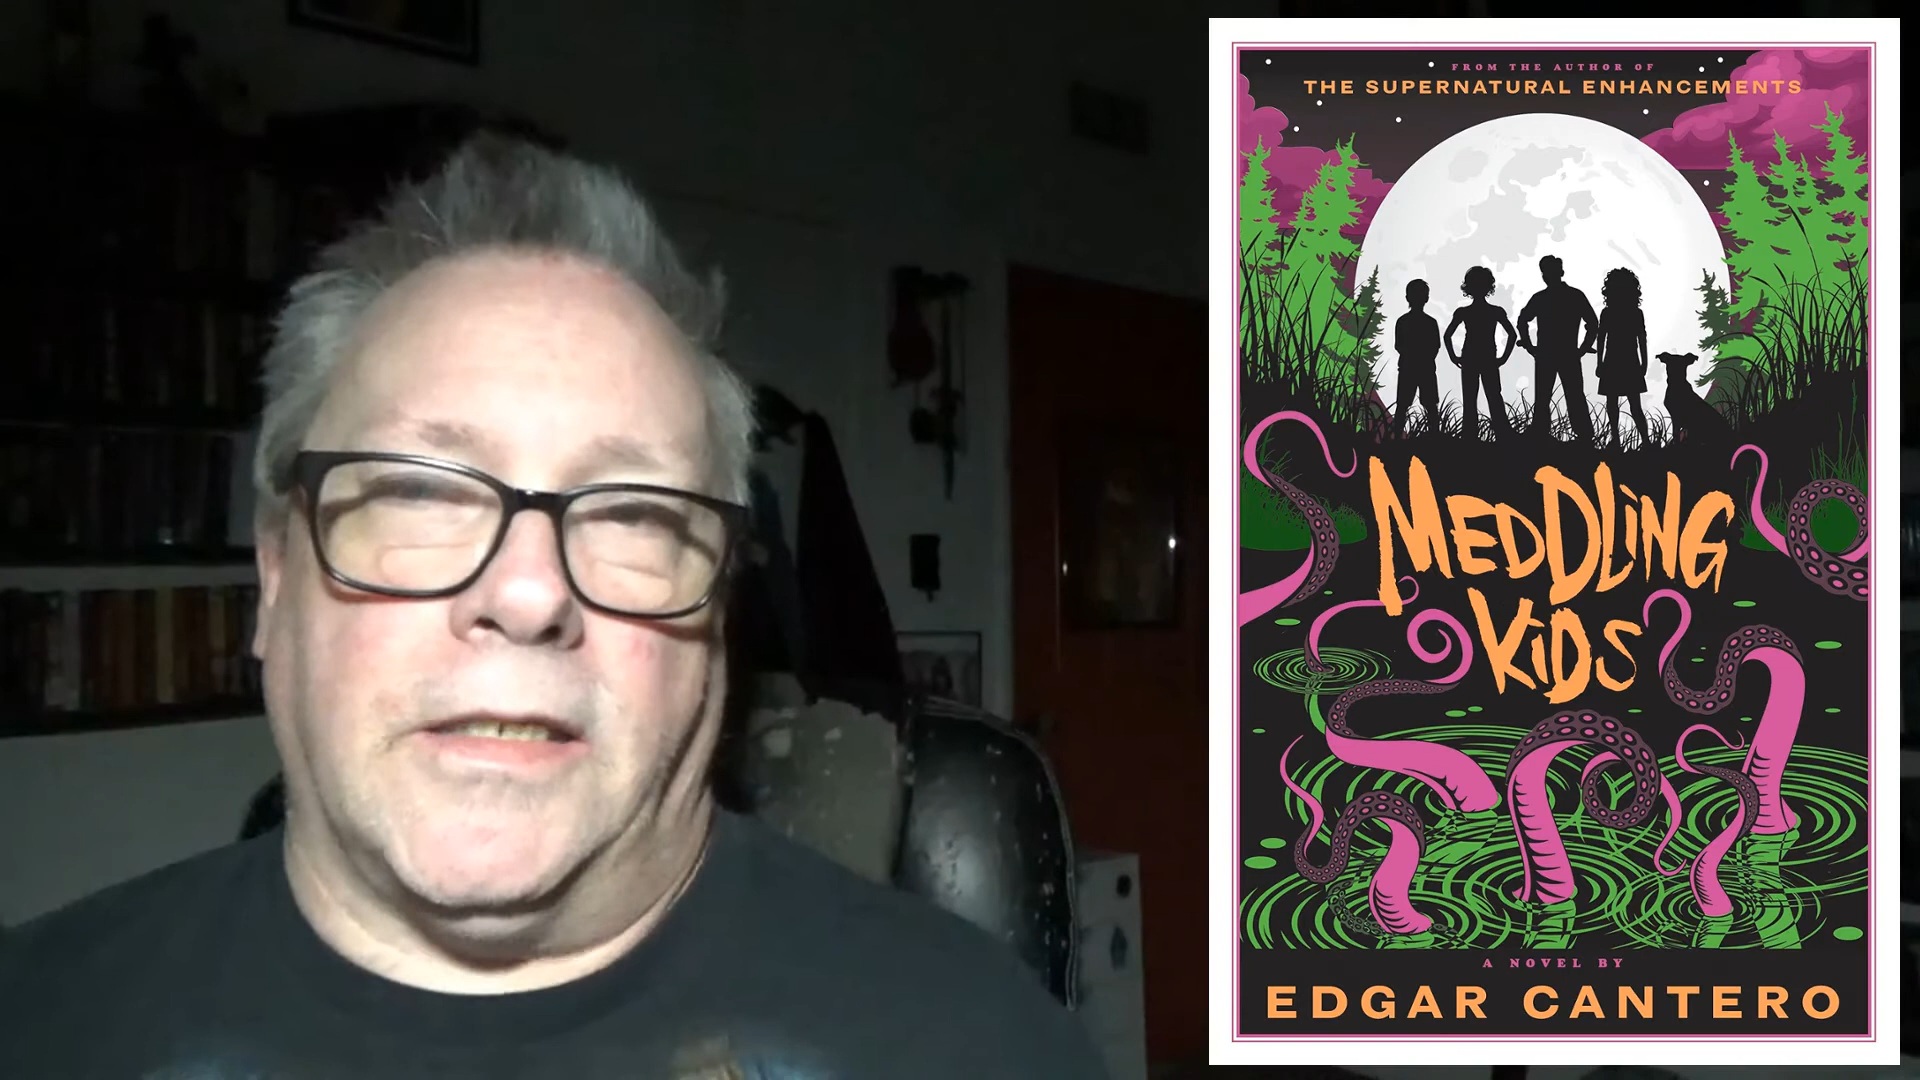 FROM THE AUTHOR OF
THE SUPERNATURAL ENHANCEMENTS
MEDDLiNG
KiDS
A NOVEL BY
EDGAR CANTERO